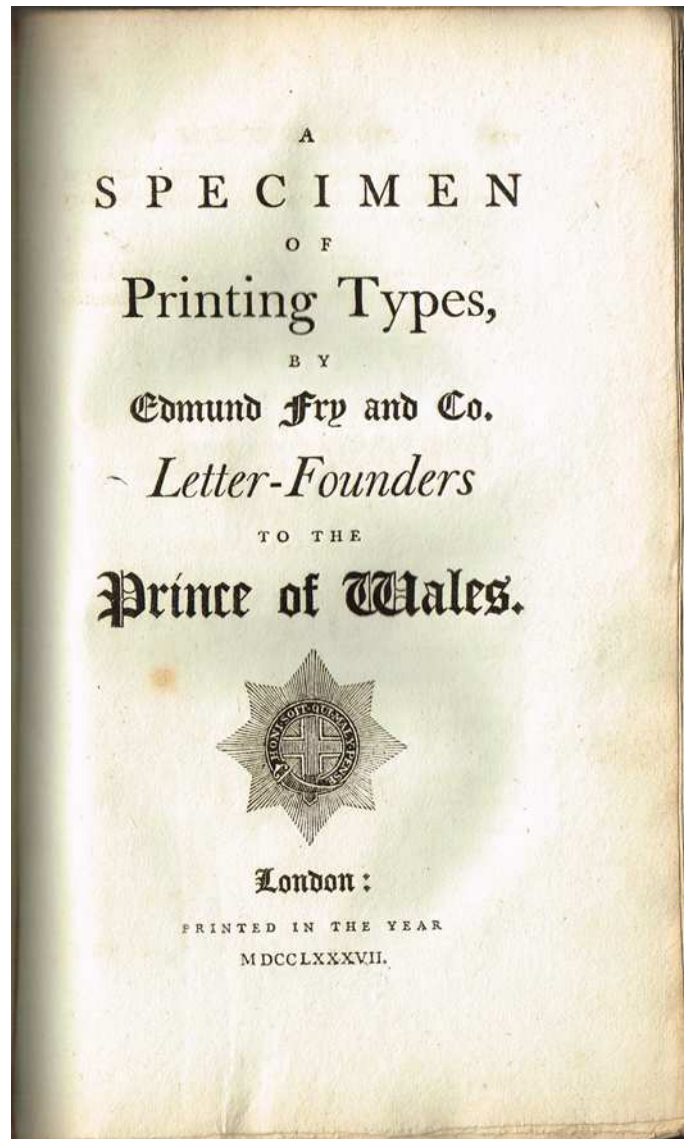 A
SPECIMEN
OF
Printing Types,
BY
Edmund Fry and Co.
Letter-Founders
TO THE
Prince of Wales.
HONI·SOIT·QUI·MAL·Y·PENSE
London:
PRINTED IN THE YEAR
MDCCLXXXVII.